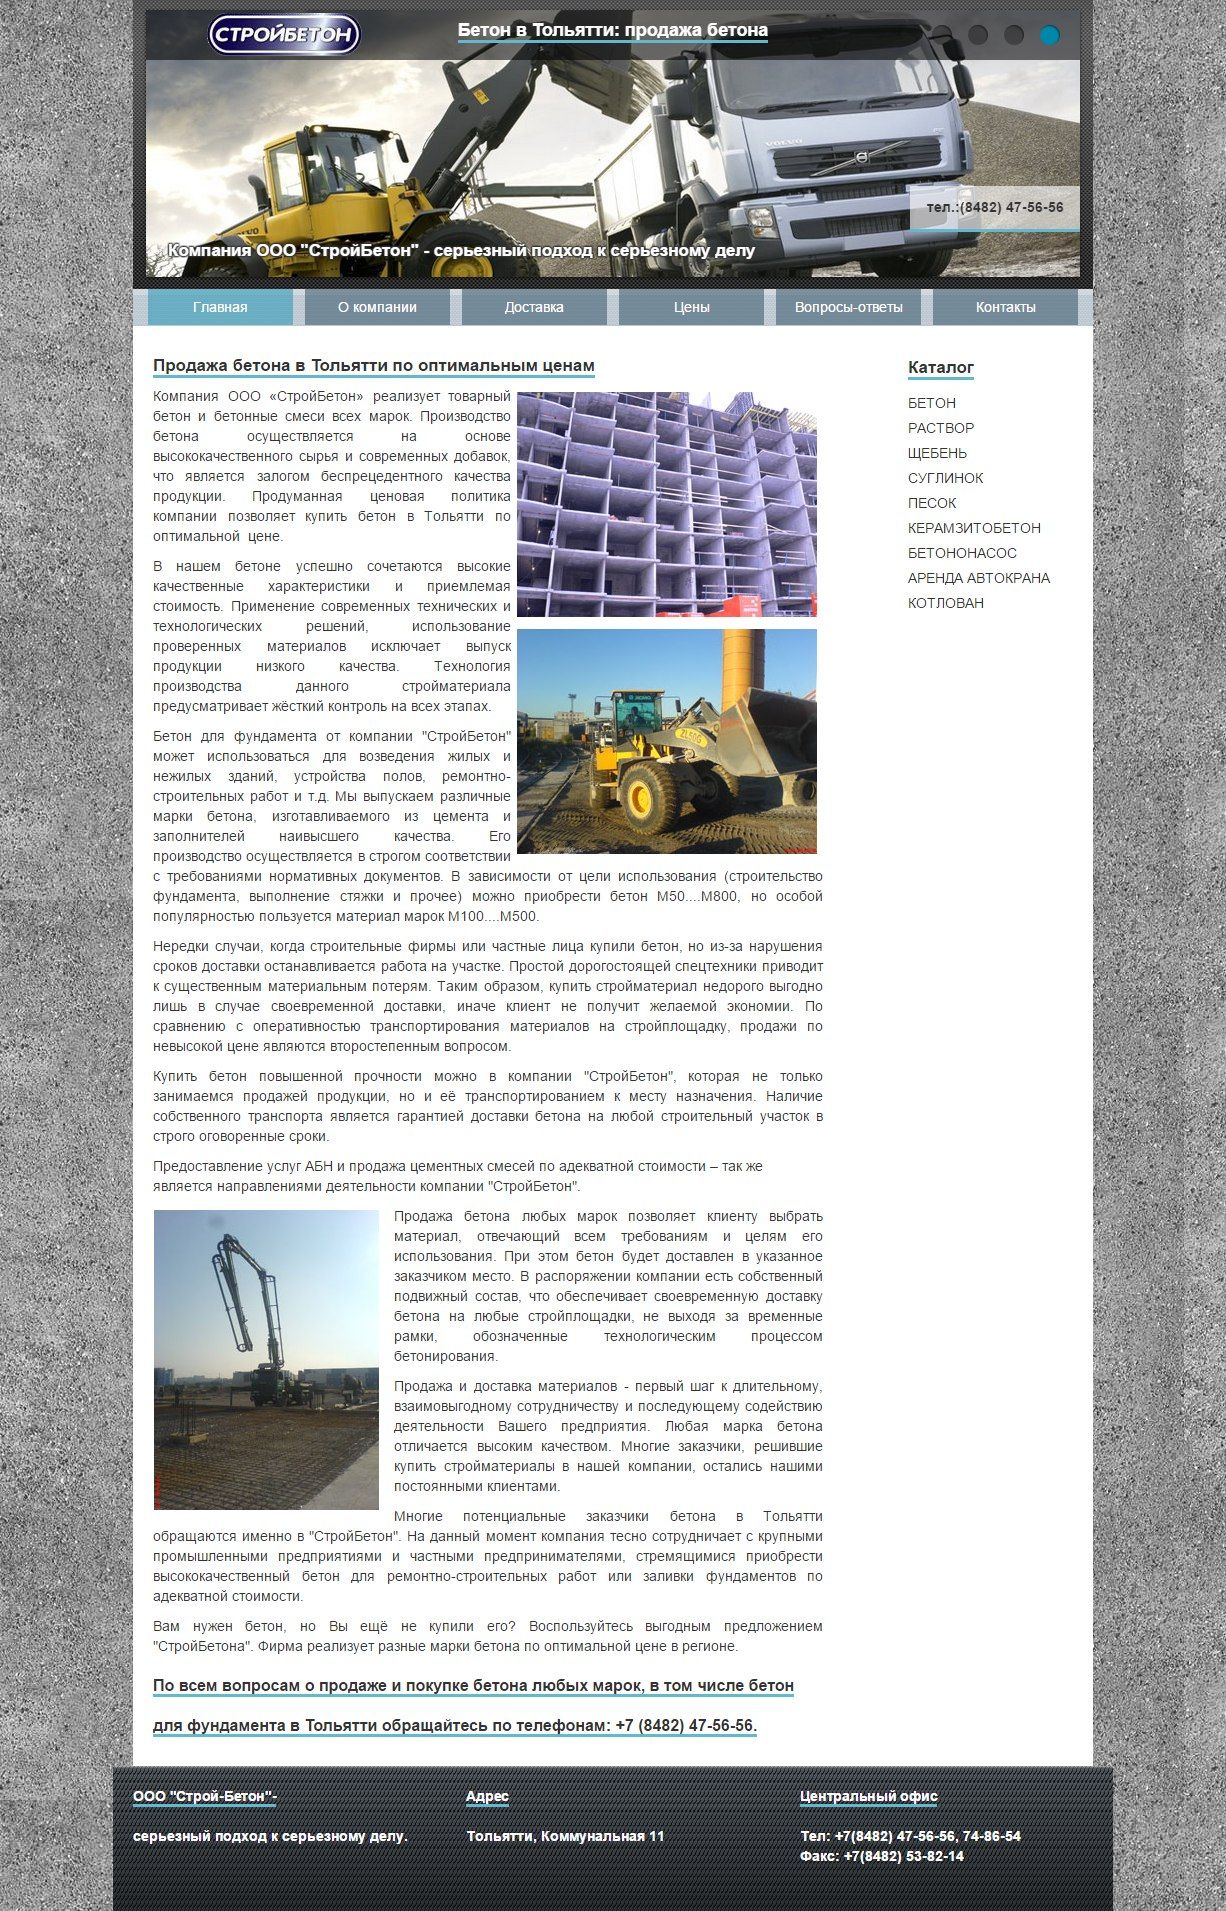 СТРОЙБЕТОН
Бетон в Тольятти: продажа бетона
VOLVO
VOLVO
тел.:(8482) 47-56-56
Компания ООО "СтройБетон" - серьезный подход к серьезному делу
Главная
О компании
Доставка
Цены
Вопросы-ответы
Контакты
Продажа бетона в Тольятти по оптимальным ценам
Компания ООО «СтройБетон» реализует товарный
бетон и бетонные смеси всех марок. Производство
бетона осуществляется на основе
высококачественного сырья и современных добавок,
что является залогом беспрецедентного качества
продукции. Продуманная ценовая политика
компании позволяет купить бетон в Тольятти по
оптимальной цене.
В нашем бетоне успешно сочетаются высокие
качественные характеристики и приемлемая
стоимость. Применение современных технических и
технологических решений, использование
проверенных материалов исключает выпуск
продукции низкого качества. Технология
производства данного стройматериала
предусматривает жёсткий контроль на всех этапах.
ZL50G
Бетон для фундамента от компании "СтройБетон"
может использоваться для возведения жилых и
нежилых зданий, устройства полов, ремонтно-
строительных работ и т.д. Мы выпускаем различные
марки бетона, изготавливаемого из цемента и
заполнителей наивысшего качества. Его
производство осуществляется в строгом соответствии
с требованиями нормативных документов. В зависимости от цели использования (строительство
фундамента, выполнение стяжки и прочее) можно приобрести бетон М50....М800, но особой
популярностью пользуется материал марок М100....М500.
Нередки случаи, когда строительные фирмы или частные лица купили бетон, но из-за нарушения
сроков доставки останавливается работа на участке. Простой дорогостоящей спецтехники приводит
к существенным материальным потерям. Таким образом, купить стройматериал недорого выгодно
лишь в случае своевременной доставки, иначе клиент не получит желаемой экономии. По
сравнению с оперативностью транспортирования материалов на стройплощадку, продажи по
невысокой цене являются второстепенным вопросом.
Купить бетон повышенной прочности можно в компании "СтройБетон", которая не только
занимаемся продажей продукции, но и её транспортированием к месту назначения. Наличие
собственного транспорта является гарантией доставки бетона на любой строительный участок в
строго оговоренные сроки.
Предоставление услуг АБН и продажа цементных смесей по адекватной стоимости – так же
является направлениями деятельности компании "СтройБетон".
Продажа бетона любых марок позволяет клиенту выбрать
материал, отвечающий всем требованиям и целям его
использования. При этом бетон будет доставлен в указанное
заказчиком место. В распоряжении компании есть собственный
подвижный состав, что обеспечивает своевременную доставку
бетона на любые стройплощадки, не выходя за временные
рамки, обозначенные технологическим процессом
бетонирования.
Продажа и доставка материалов - первый шаг к длительному,
взаимовыгодному сотрудничеству и последующему содействию
деятельности Вашего предприятия. Любая марка бетона
отличается высоким качеством. Многие заказчики, решившие
купить стройматериалы в нашей компании, остались нашими
постоянными клиентами.
Многие потенциальные заказчики бетона в Тольятти
обращаются именно в "СтройБетон". На данный момент компания тесно сотрудничает с крупными
промышленными предприятиями и частными предпринимателями, стремящимися приобрести
высококачественный бетон для ремонтно-строительных работ или заливки фундаментов по
адекватной стоимости.
Вам нужен бетон, но Вы ещё не купили его? Воспользуйтесь выгодным предложением
"СтройБетона". Фирма реализует разные марки бетона по оптимальной цене в регионе.
По всем вопросам о продаже и покупке бетона любых марок, в том числе бетон
для фундамента в Тольятти обращайтесь по телефонам: +7 (8482) 47-56-56.
Каталог
БЕТОН
РАСТВОР
ЩЕБЕНЬ
СУГЛИНОК
ПЕСОК
КЕРАМЗИТОБЕТОН
БЕТОНОНАСОС
АРЕНДА АВТОКРАНА
КОТЛОВАН
ООО "Строй-Бетон"-
серьезный подход к серьезному делу.
Адрес
Тольятти, Коммунальная 11
Центральный офис
Тел: +7(8482) 47-56-56, 74-86-54
Факс: +7(8482) 53-82-14